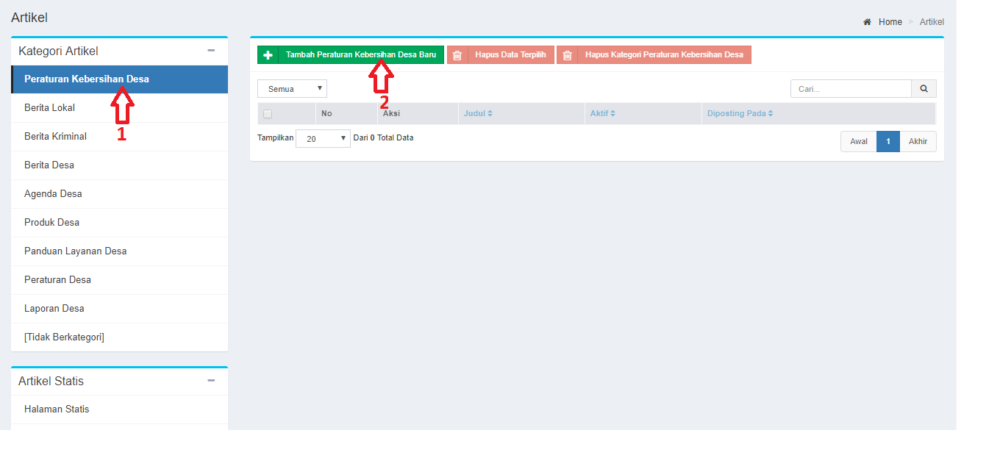 Artikel
Home > Artikel
Kategori Artikel
Peraturan Kebersihan Desa
Berita Lokal
1
Berita Kriminal
Berita Desa
Agenda Desa
Produk Desa
Panduan Layanan Desa
Peraturan Desa
Laporan Desa
[Tidak Berkategori]
Artikel Statis
Halaman Statis
Tambah Peraturan Kebersihan Desa Baru Hapus Data Terpilih Hapus Kategori Peraturan Kebersihan Desa
2
Semua Cari...
No Aksi Judul Aktif Diposting Pada
Tampilkan 20 Dari 0 Total Data
Awal 1 Akhir